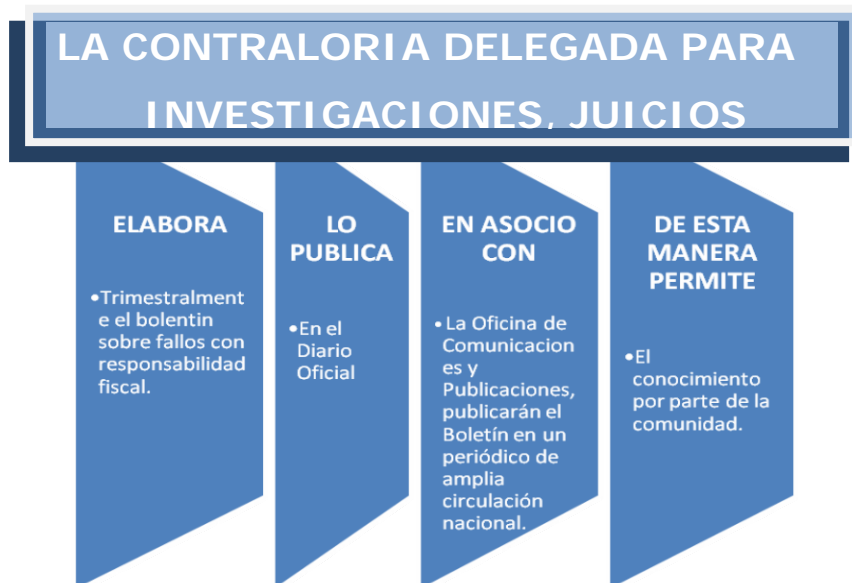 LA CONTRALORIA DELEGADA PARA
INVESTIGACIONES, JUICIOS
ELABORA
•Trimestralment
e el bolentin
sobre fallos con
responsabilidad
fiscal.
LO
PUBLICA
•En el
Diario
Oficial
EN ASOCIO
CON
•La Oficina de
Comunicacion
es y
Publicaciones,
publicarán el
Boletín en un
periódico de
amplia
circulación
nacional.
DE ESTA
MANERA
PERMITE
•El
conocimiento
por parte de la
comunidad.